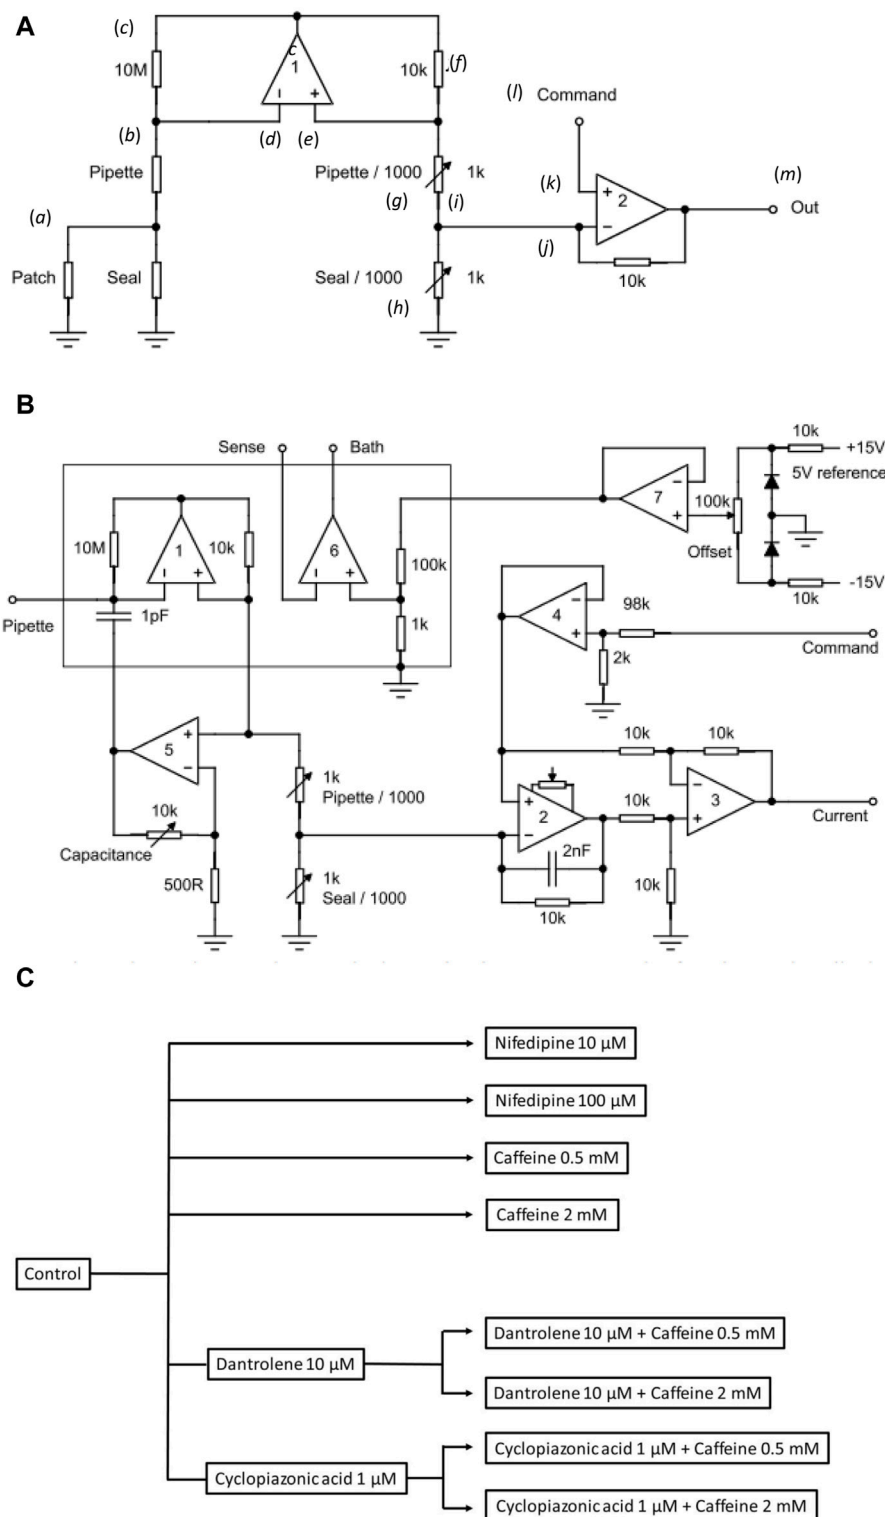 A
(c)
c
10M
1
10k
(f)
(l)
Command
(b)
(d)
(e)
Pipette
Pipette / 1000
1k
(k)
+
2
(m)
(a)
(g)
(i)
Out
(j)
Patch
Seal
Seal / 1000
1k
10k
(h)
B
Sense
Bath
10k
+15V
5V reference
7
100k
Offset
10k
-15V
10M
1
10k
6
100k
1pF
Pipette
1k
4
98k
Command
2k
5
10k
10k
1k
Pipette / 1000
10k
Capacitance
2
10k
3
Current
2nF
500R
1k
Seal / 1000
10k
10k
C
Nifedipine 10 µM
Nifedipine 100 µM
Caffeine 0.5 mM
Caffeine 2 mM
Control
Dantrolene 10 µM + Caffeine 0.5 mM
Dantrolene 10 µM
Dantrolene 10 µM + Caffeine 2 mM
Cyclopiazonic acid 1 µM + Caffeine 0.5 mM
Cyclopiazonic acid 1 µM
Cyclopiazonic acid 1 µM + Caffeine 2 mM